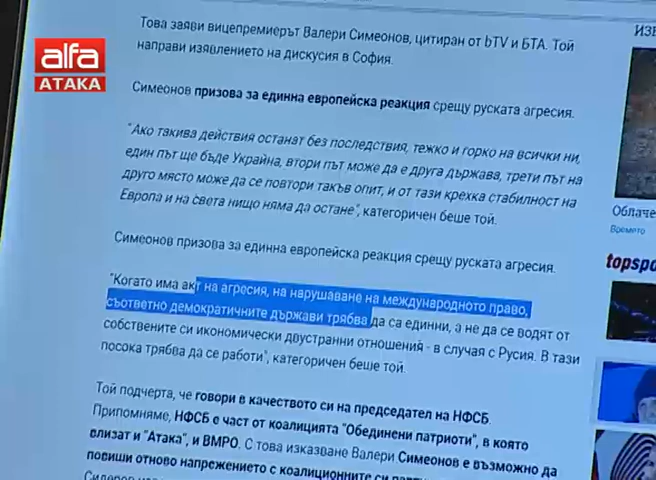 alfa
АТАКА
Това заяви вицепремиерът Валери Симеонов, цитиран от bTV и БТА. Той
направи изявлението на дискусия в София.
Симеонов призова за единна европейска реакция срещу руската агресия.
"Ако такива действия останат без последствия, тежко и горко на всички ни,
един път ще бъде Украйна, втори път може да е друга държава, трети път на
друго място може да се повтори такъв опит, и от тази крехка стабилност на
Европа и на света нищо няма да остане", категоричен беше той.
Симеонов призова за единна европейска реакция срещу руската агресия.
"Когато има акт на агресия, на нарушаване на международното право,
съответно демократичните държави трябва да са единни, а не да се водят от
собствените си икономически двустранни отношения - в случая с Русия. В тази
посока трябва да се работи", категоричен беше той.
Той подчерта, че говори в качеството си на председател на НФСБ.
Припомняме, НФСБ е част от коалицията "Обединени патриоти", в която
влизат и "Атака", и ВМРО. С това изказване Валери Симеонов е възможно да
повиши отново напрежението с коалиционните си
Облаче
Времето
topspo